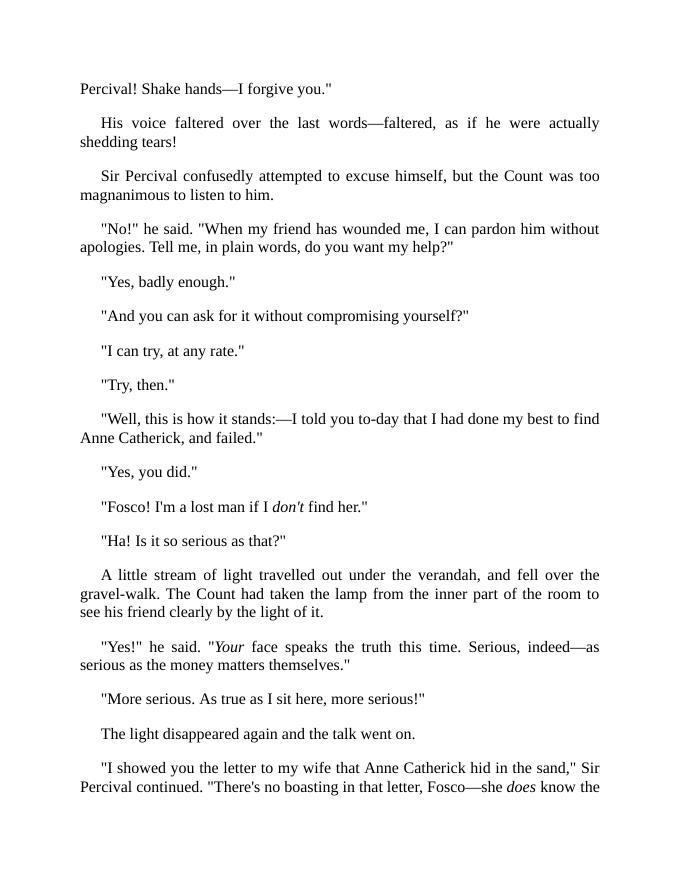 Percival! Shake hands—I forgive you."
His voice faltered over the last words—faltered, as if he were actually
shedding tears!
Sir Percival confusedly attempted to excuse himself, but the Count was too
magnanimous to listen to him.
"No!" he said. "When my friend has wounded me, I can pardon him without
apologies. Tell me, in plain words, do you want my help?"
"Yes, badly enough."
"And you can ask for it without compromising yourself?"
"I can try, at any rate."
"Try, then."
"Well, this is how it stands:—I told you to-day that I had done my best to find
Anne Catherick, and failed."
"Yes, you did."
"Fosco! I'm a lost man if I don't find her."
"Ha! Is it so serious as that?"
A little stream of light travelled out under the verandah, and fell over the
gravel-walk. The Count had taken the lamp from the inner part of the room to
see his friend clearly by the light of it.
"Yes!" he said. "Your face speaks the truth this time. Serious, indeed—as
serious as the money matters themselves."
"More serious. As true as I sit here, more serious!"
The light disappeared again and the talk went on.
"I showed you the letter to my wife that Anne Catherick hid in the sand," Sir
Percival continued. "There's no boasting in that letter, Fosco—she does know the